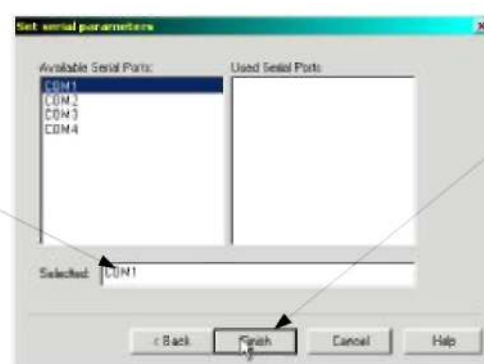 Set serial parameters
Available Serial Ports:
Used Serial Ports
COM1
COM2
COM3
COM4
Selected: COM1
< Back
Finish
Cancel
Help